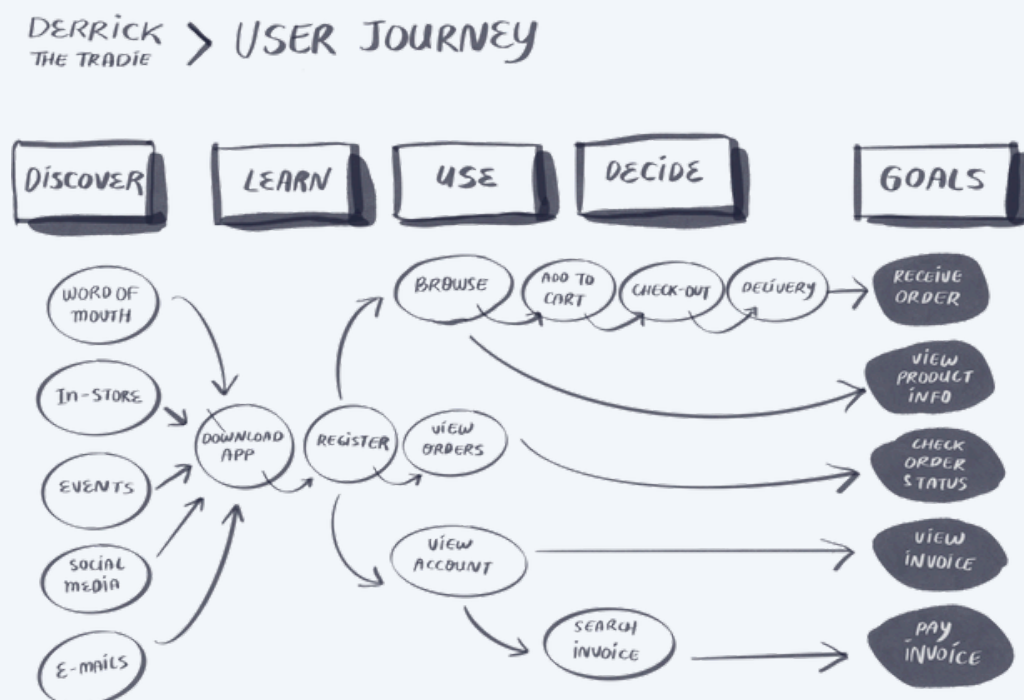 DERRICK
THE TRADIE
> USER JOURNEY
DISCOVER
LEARN
USE
DECIDE
GOALS
WORD OF
MOUTH
In-STORE
EVENTS
SOCIAL
MEDIA
E-MAILS
DOWNLOAD
APP
REGISTER
BROWSE
ADD TO
CART
CHECK-OUT
DELIVERY
VIEW
ORDERS
VIEW
ACCOUNT
SEARCH
INVOICE
RECEIVE
ORDER
VIEW
PRODUCT
INFO
CHECK
ORDER
STATUS
VIEW
INVOICE
PAY
INVOICE